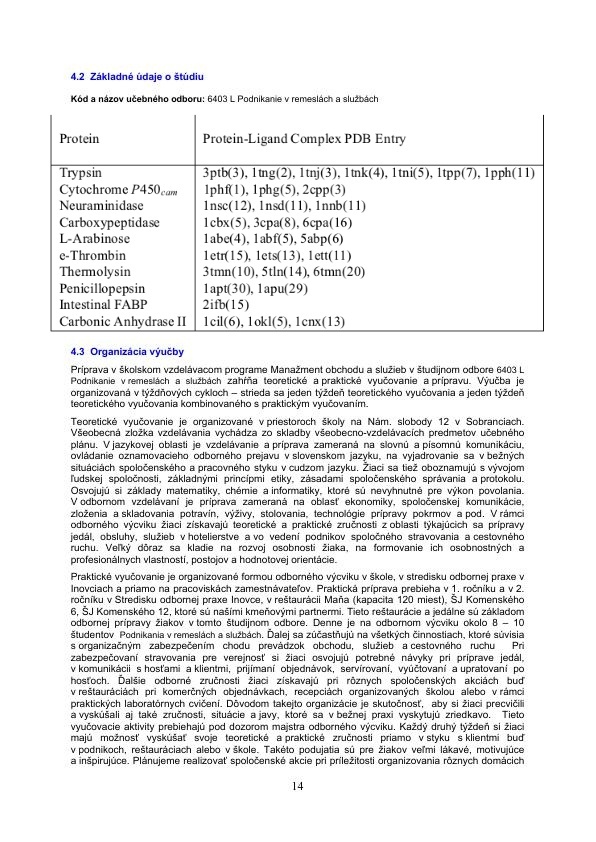 4.2 Základné údaje o štúdiu
Kód a názov učebného odboru: 6403 L Podnikanie v remeslách a službách
Protein Protein-Ligand Complex PDB Entry
Trypsin 3ptb(3), 1tng(2), 1tnj(3), 1tnk(4), 1tni(5), 1tpp(7), 1pph(11)
Cytochrome P450cam 1phf(1), 1phg(5), 2cpp(3)
Neuraminidase 1nsc(12), 1nsd(11), 1nnb(11)
Carboxypeptidase 1cbx(5), 3cpa(8), 6cpa(16)
L-Arabinose 1abe(4), 1abf(5), 5abp(6)
e-Thrombin 1etr(15), 1ets(13), 1ett(11)
Thermolysin 3tmn(10), 5tln(14), 6tmn(20)
Penicillopepsin 1apt(30), 1apu(29)
Intestinal FABP 2ifb(15)
Carbonic Anhydrase II 1cil(6), 1okl(5), 1cnx(13)
4.3 Organizácia výučby
Príprava v školskom vzdelávacom programe Manažment obchodu a služieb v študijnom odbore 6403 L
Podnikanie v remeslách a službách zahŕňa teoretické a praktické vyučovanie a prípravu. Výučba je
organizovaná v týždňových cykloch – strieda sa jeden týždeň teoretického vyučovania a jeden týždeň
teoretického vyučovania kombinovaného s praktickým vyučovaním.
Teoretické vyučovanie je organizované v priestoroch školy na Nám. slobody 12 v Sobranciach.
Všeobecná zložka vzdelávania vychádza zo skladby všeobecno-vzdelávacích predmetov učebného
plánu. V jazykovej oblasti je vzdelávanie a príprava zameraná na slovnú a písomnú komunikáciu,
ovládanie oznamovacieho odborného prejavu v slovenskom jazyku, na vyjadrovanie sa v bežných
situáciách spoločenského a pracovného styku v cudzom jazyku. Žiaci sa tiež oboznamujú s vývojom
ľudskej spoločnosti, základnými princípmi etiky, zásadami spoločenského správania a protokolu.
Osvojujú si základy matematiky, chémie a informatiky, ktoré sú nevyhnutné pre výkon povolania.
V odbornom vzdelávaní je príprava zameraná na oblasť ekonomiky, spoločenskej komunikácie,
zloženia a skladovania potravín, výživy, stolovania, technológie prípravy pokrmov a pod. V rámci
odborného výcviku žiaci získavajú teoretické a praktické zručnosti z oblasti týkajúcich sa prípravy
jedál, obsluhy, služieb v hotelierstve a vo vedení podnikov spoločného stravovania a cestovného
ruchu. Veľký dôraz sa kladie na rozvoj osobnosti žiaka, na formovanie ich osobnostných a
profesionálnych vlastností, postojov a hodnotovej orientácie.
Praktické vyučovanie je organizované formou odborného výcviku v škole, v stredisku odbornej praxe v
Inovciach a priamo na pracoviskách zamestnávateľov. Praktická príprava prebieha v 1. ročníku a v 2.
ročníku v Stredisku odbornej praxe Inovce, v reštaurácii Maňa (kapacita 120 miest), ŠJ Komenského
6, ŠJ Komenského 12, ktoré sú našími kmeňovými partnermi. Tieto reštaurácie a jedálne sú základom
odbornej prípravy žiakov v tomto študijnom odbore. Denne je na odbornom výcviku okolo 8 – 10
študentov Podnikania v remeslách a službách. Ďalej sa zúčastňujú na všetkých činnostiach, ktoré súvisia
s organizačným zabezpečením chodu prevádzok obchodu, služieb a cestovného ruchu Pri
zabezpečovaní stravovania pre verejnosť si žiaci osvojujú potrebné návyky pri príprave jedál,
v komunikácii s hosťami a klientmi, prijímaní objednávok, servírovaní, vyúčtovaní a upratovaní po
hosťoch. Ďalšie odborné zručnosti žiaci získavajú pri rôznych spoločenských akciách buď
v reštauráciách pri komerčných objednávkach, recepciách organizovaných školou alebo v rámci
praktických laboratórnych cvičení. Dôvodom takejto organizácie je skutočnosť, aby si žiaci precvičili
a vyskúšali aj také zručnosti, situácie a javy, ktoré sa v bežnej praxi vyskytujú zriedkavo. Tieto
vyučovacie aktivity prebiehajú pod dozorom majstra odborného výcviku. Každý druhý týždeň si žiaci
majú možnosť vyskúšať svoje teoretické a praktické zručnosti priamo v styku s klientmi buď
v podnikoch, reštauráciách alebo v škole. Takéto podujatia sú pre žiakov veľmi lákavé, motivujúce
a inšpirujúce. Plánujeme realizovať spoločenské akcie pri príležitosti organizovania rôznych domácich
14